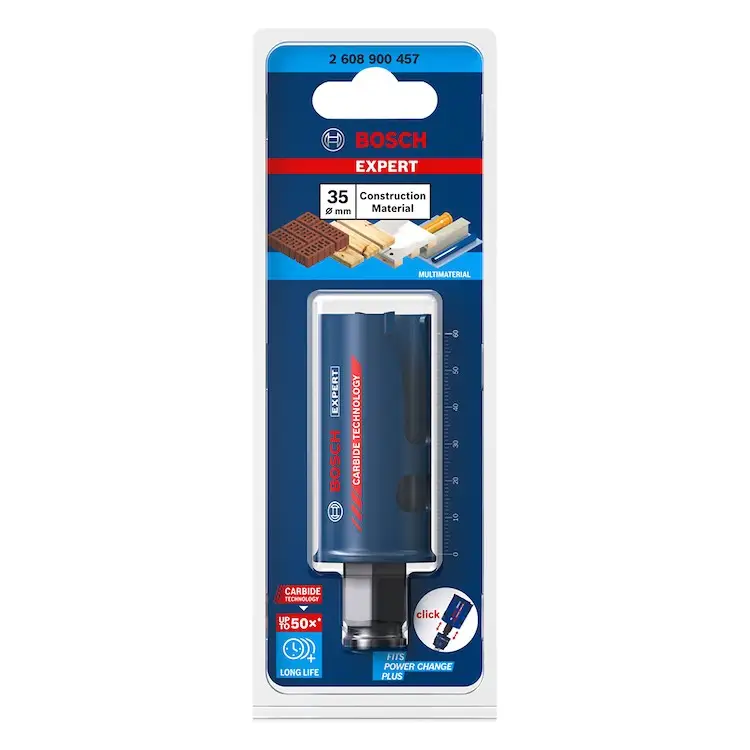 2 608 900 457
BOSCH
EXPERT
35
Ø mm
Construction
Material
MULTIMATERIAL
BOSCH EXPERT
CARBIDE TECHNOLOGY
60
50
40
30
20
10
0
CARBIDE
TECHNOLOGY
UP TO 50×*
LONG LIFE
click
FITS
POWER CHANGE
PLUS